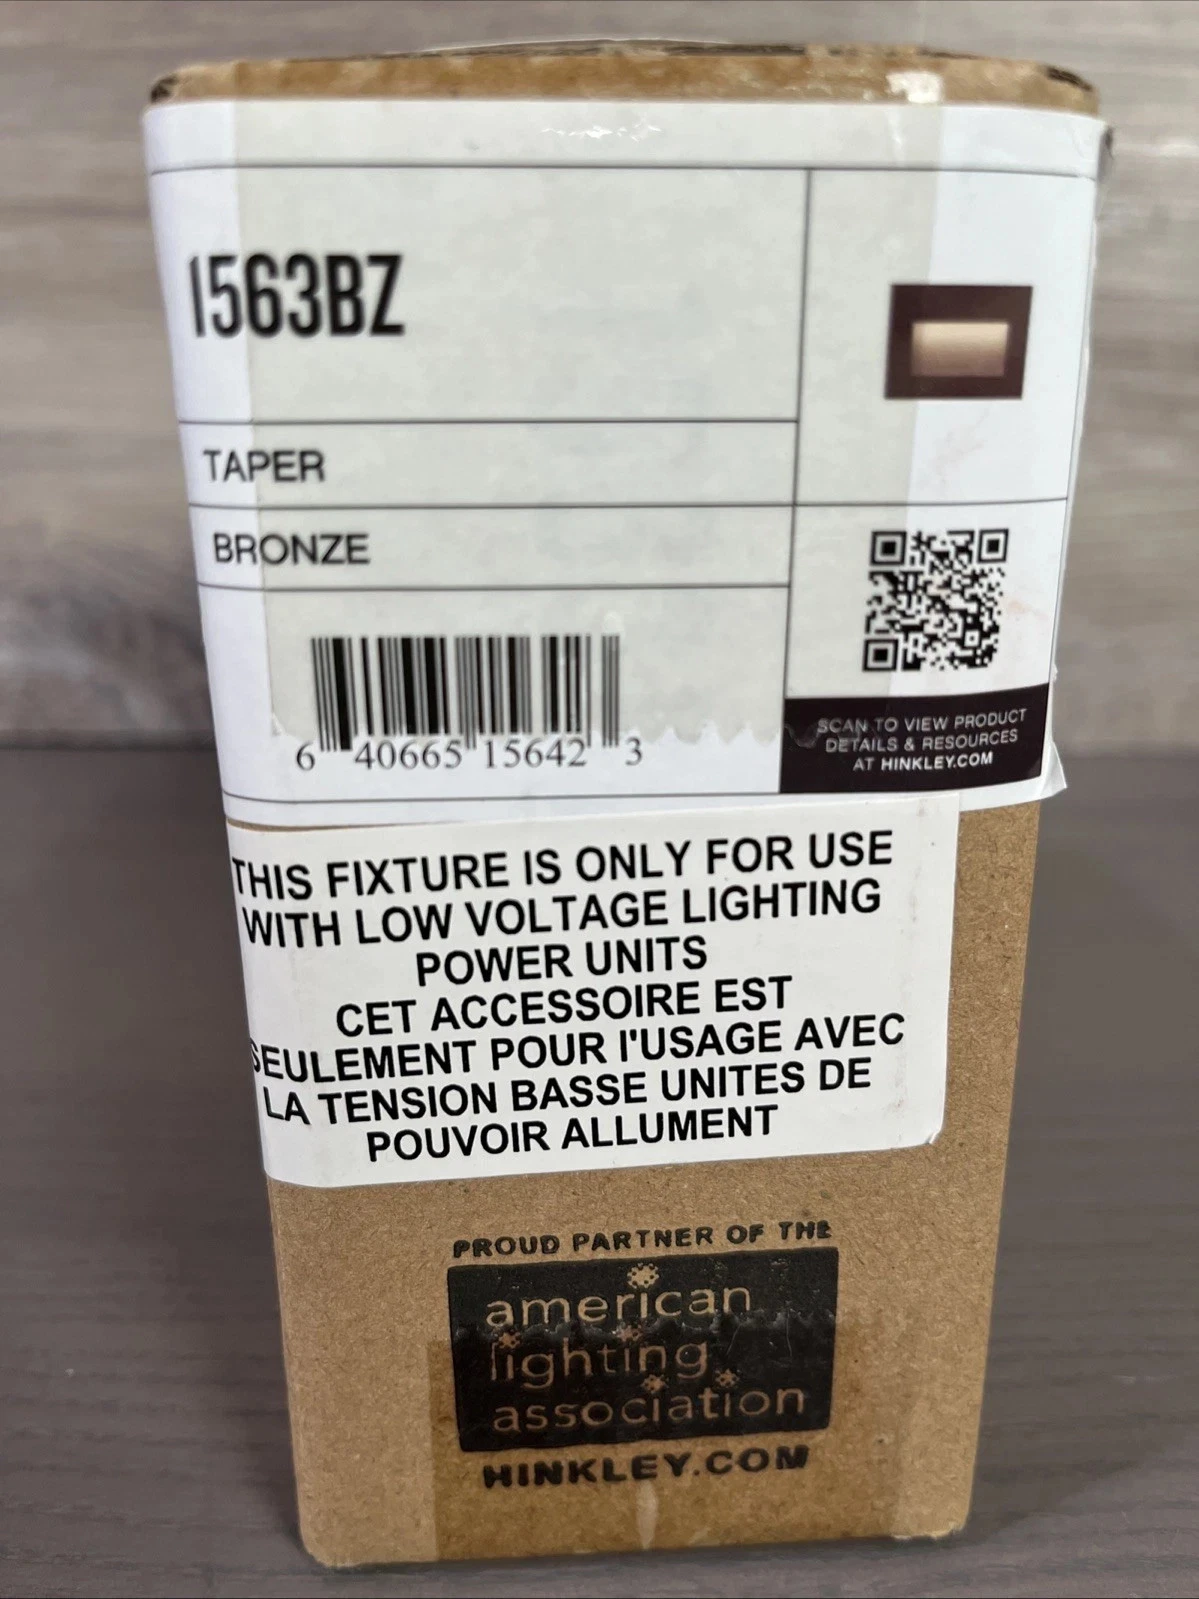 1563BZ
TAPER
BRONZE
6 40665 15642 3
SCAN TO VIEW PRODUCT
DETAILS & RESOURCES
AT HINKLEY.COM
THIS FIXTURE IS ONLY FOR USE
WITH LOW VOLTAGE LIGHTING
POWER UNITS
CET ACCESSOIRE EST
SEULEMENT POUR l'USAGE AVEC
LA TENSION BASSE UNITES DE
POUVOIR ALLUMENT
PROUD PARTNER OF THE
american
lighting
association
HINKLEY.COM